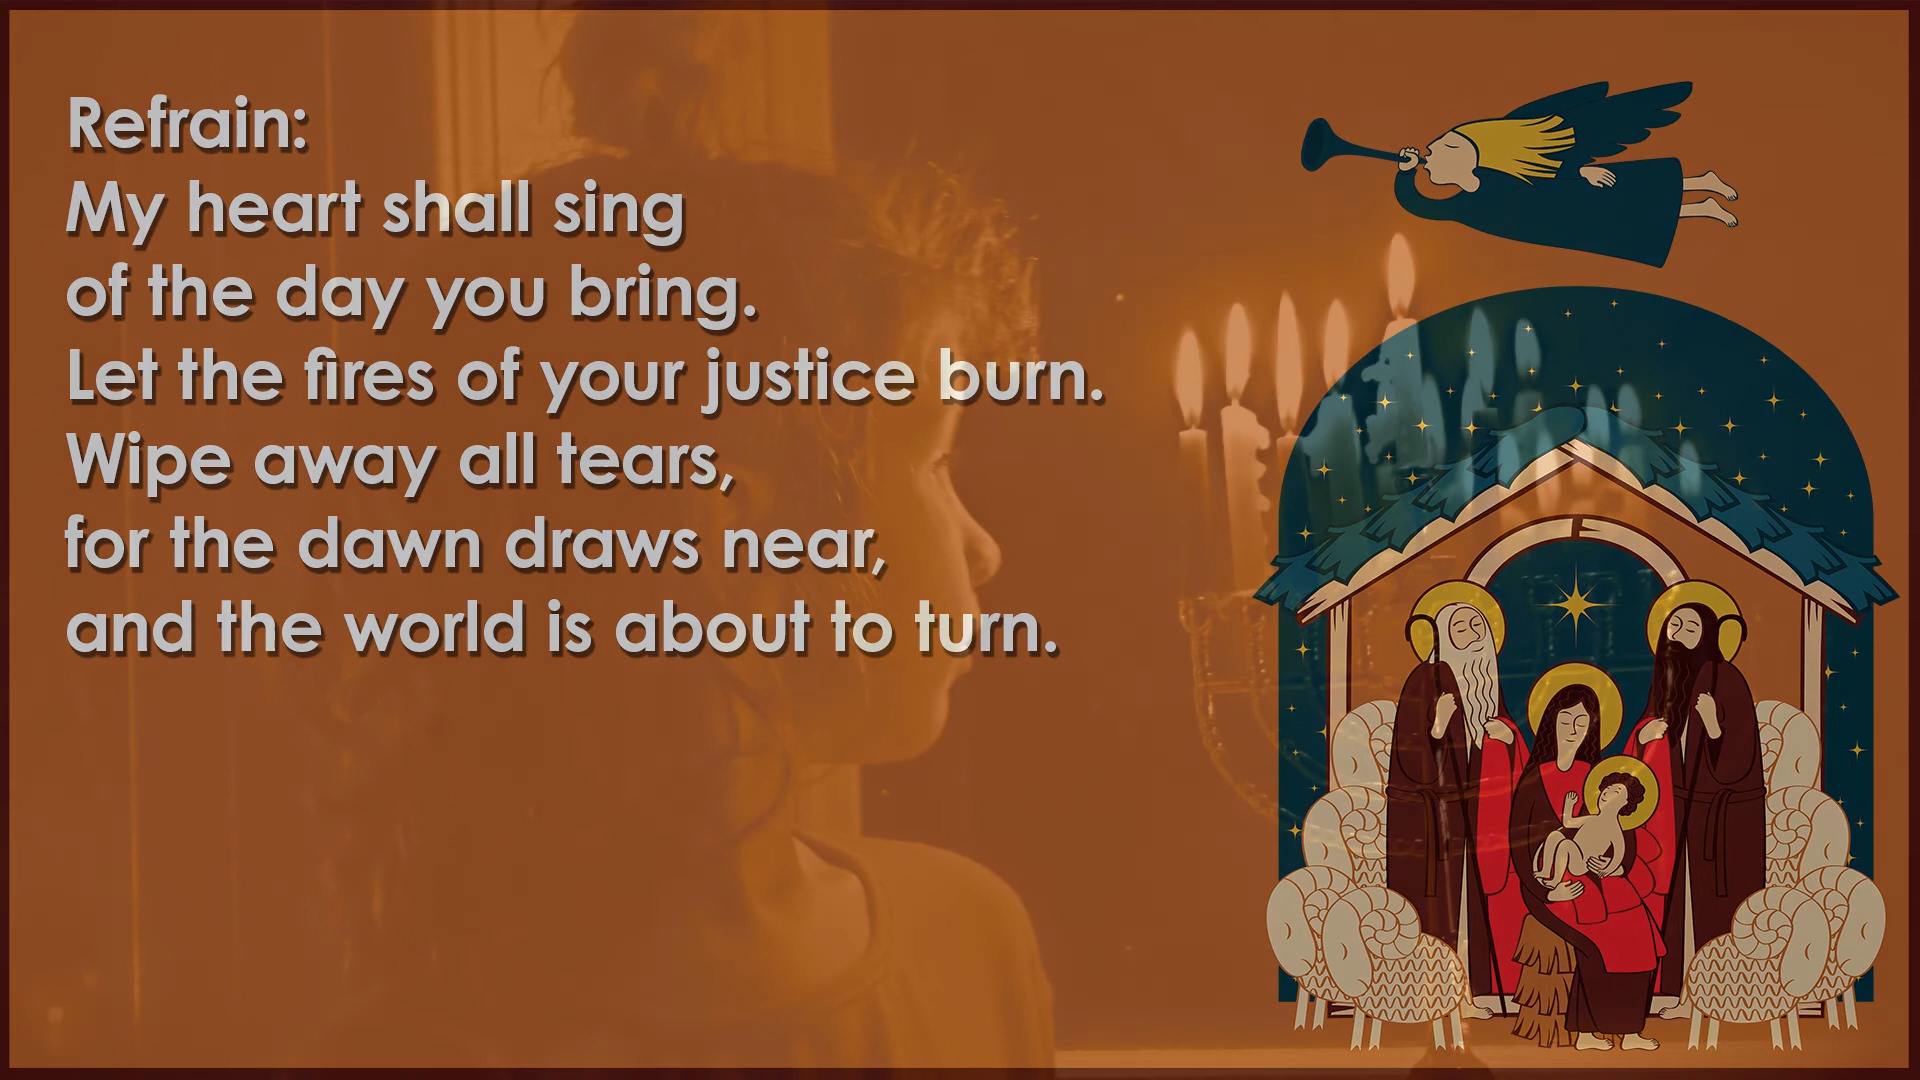 Refrain:
My heart shall sing
of the day you bring.
Let the fires of your justice burn.
Wipe away all tears,
for the dawn draws near,
and the world is about to turn.